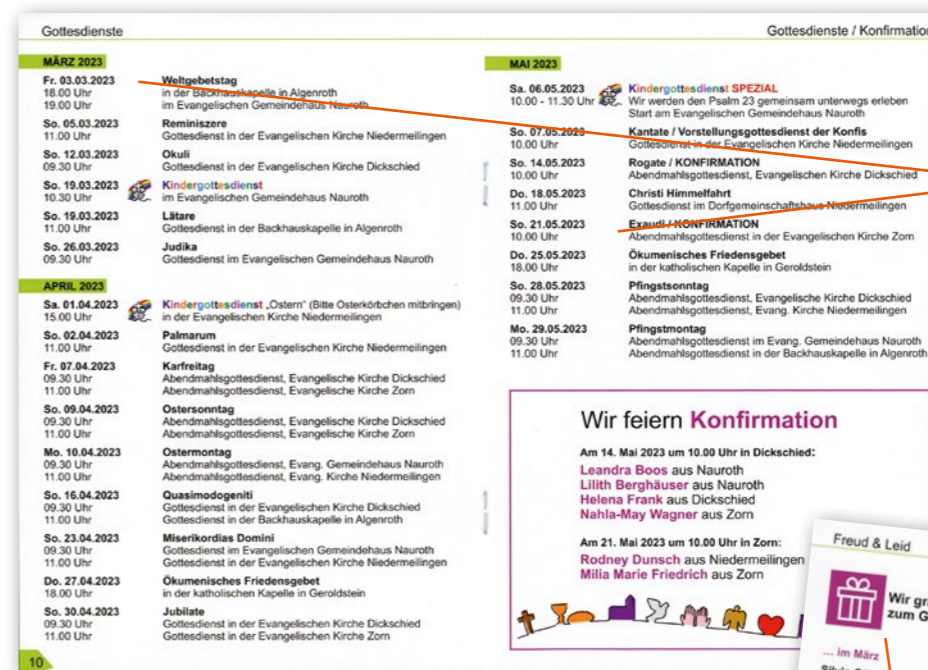 Gottesdienste
MÄRZ 2023
Fr. 03.03.2023 Weltgebetstag
18.00 Uhr in der Backhauskapelle in Algenroth
19.00 Uhr im Evangelischen Gemeindehaus Nauroth
So. 05.03.2023 Reminiszere
11.00 Uhr Gottesdienst in der Evangelischen Kirche Niedermeilingen
So. 12.03.2023 Okuli
09.30 Uhr Gottesdienst in der Evangelischen Kirche Dickschied
So. 19.03.2023 Kindergottesdienst
10.30 Uhr im Evangelischen Gemeindehaus Nauroth
So. 19.03.2023 Lätare
11.00 Uhr Gottesdienst in der Backhauskapelle in Algenroth
So. 26.03.2023 Judika
09.30 Uhr Gottesdienst im Evangelischen Gemeindehaus Nauroth
APRIL 2023
Sa. 01.04.2023 Kindergottesdienst „Ostern" (Bitte Osterkörbchen mitbringen)
15.00 Uhr in der Evangelischen Kirche Niedermeilingen
So. 02.04.2023 Palmarum
11.00 Uhr Gottesdienst in der Evangelischen Kirche Niedermeilingen
Fr. 07.04.2023 Karfreitag
09.30 Uhr Abendmahlsgottesdienst, Evangelische Kirche Dickschied
11.00 Uhr Abendmahlsgottesdienst, Evangelische Kirche Zorn
So. 09.04.2023 Ostersonntag
09.30 Uhr Abendmahlsgottesdienst, Evangelische Kirche Dickschied
11.00 Uhr Abendmahlsgottesdienst, Evangelische Kirche Zorn
Mo. 10.04.2023 Ostermontag
09.30 Uhr Abendmahlsgottesdienst, Evang. Gemeindehaus Nauroth
11.00 Uhr Abendmahlsgottesdienst, Evang. Kirche Niedermeilingen
So. 16.04.2023 Quasimodogeniti
09.30 Uhr Gottesdienst in der Evangelischen Kirche Dickschied
11.00 Uhr Gottesdienst in der Backhauskapelle in Algenroth
So. 23.04.2023 Miserikordias Domini
09.30 Uhr Gottesdienst im Evangelischen Gemeindehaus Nauroth
11.00 Uhr Gottesdienst in der Evangelischen Kirche Niedermeilingen
Do. 27.04.2023 Ökumenisches Friedensgebet
18.00 Uhr in der katholischen Kapelle in Geroldstein
So. 30.04.2023 Jubilate
09.30 Uhr Gottesdienst in der Evangelischen Kirche Dickschied
11.00 Uhr Gottesdienst in der Evangelischen Kirche Zorn
10
Gottesdienste / Konfirmation
MAI 2023
Sa. 06.05.2023 Kindergottesdienst SPEZIAL
10.00 - 11.30 Uhr Wir werden den Psalm 23 gemeinsam unterwegs erleben
Start am Evangelischen Gemeindehaus Nauroth
So. 07.05.2023 Kantate / Vorstellungsgottesdienst der Konfis
10.00 Uhr Gottesdienst in der Evangelischen Kirche Niedermeilingen
So. 14.05.2023 Rogate / KONFIRMATION
10.00 Uhr Abendmahlsgottesdienst, Evangelischen Kirche Dickschied
Do. 18.05.2023 Christi Himmelfahrt
11.00 Uhr Gottesdienst im Dorfgemeinschaftshaus Niedermeilingen
So. 21.05.2023 Exaudi / KONFIRMATION
10.00 Uhr Abendmahlsgottesdienst in der Evangelischen Kirche Zorn
Do. 25.05.2023 Ökumenisches Friedensgebet
18.00 Uhr in der katholischen Kapelle in Geroldstein
So. 28.05.2023 Pfingstsonntag
09.30 Uhr Abendmahlsgottesdienst, Evangelische Kirche Dickschied
11.00 Uhr Abendmahlsgottesdienst, Evang. Kirche Niedermeilingen
Mo. 29.05.2023 Pfingstmontag
09.30 Uhr Abendmahlsgottesdienst im Evang. Gemeindehaus Nauroth
11.00 Uhr Abendmahlsgottesdienst in der Backhauskapelle in Algenroth
Wir feiern Konfirmation
Am 14. Mai 2023 um 10.00 Uhr in Dickschied:
Leandra Boos aus Nauroth
Lilith Berghäuser aus Nauroth
Helena Frank aus Dickschied
Nahla-May Wagner aus Zorn
Am 21. Mai 2023 um 10.00 Uhr in Zorn:
Rodney Dunsch aus Niedermeilingen
Milia Marie Friedrich aus Zorn
Freud & Leid
Wir gra
zum G
... im März